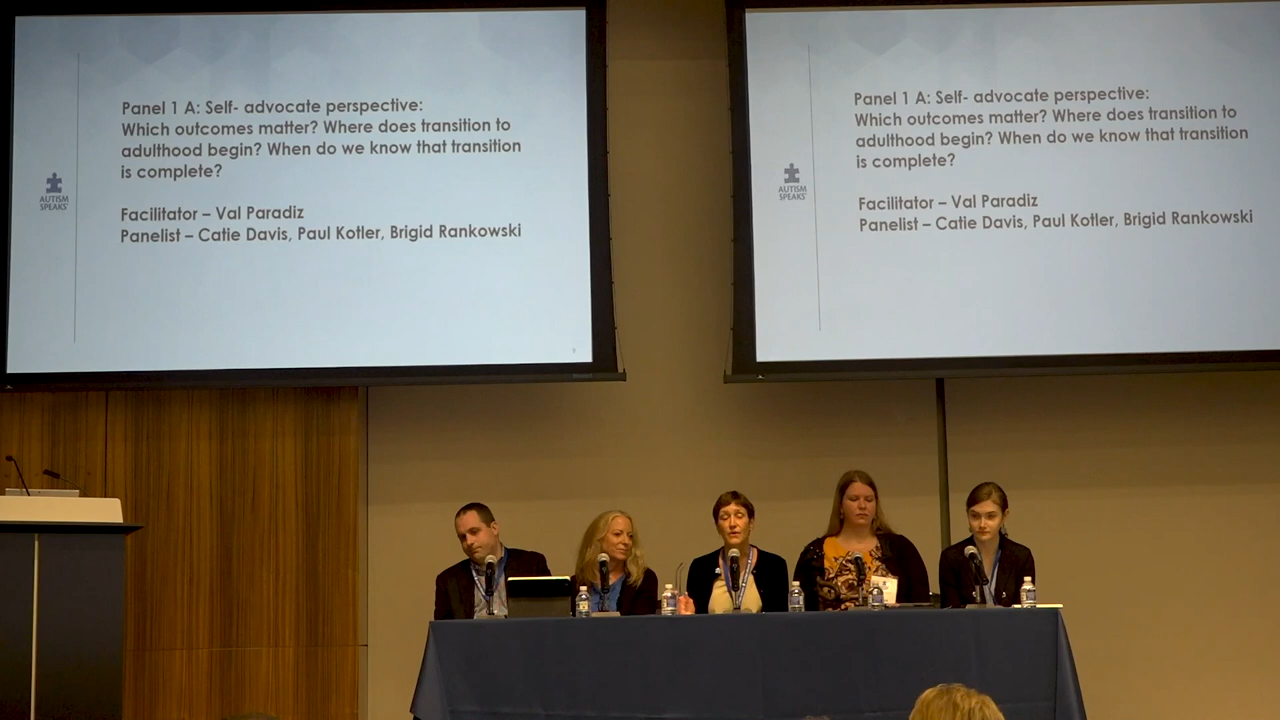 Panel 1 A: Self- advocate perspective:
Which outcomes matter? Where does transition to
adulthood begin? When do we know that transition
is complete?
AUTISM
SPEAKS
Facilitator – Val Paradiz
Panelist – Catie Davis, Paul Kotler, Brigid Rankowski
Panel 1 A: Self- advocate perspective:
Which outcomes matter? Where does transition to
adulthood begin? When do we know that transition
is complete?
AUTISM
SPEAKS
Facilitator – Val Paradiz
Panelist – Catie Davis, Paul Kotler, Brigid Rankowski